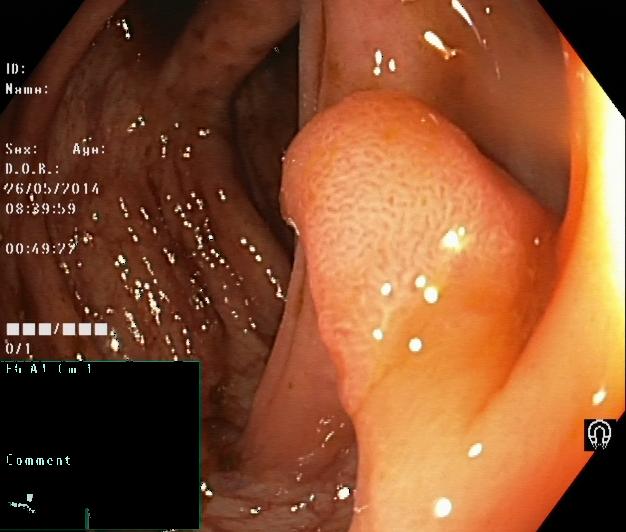 ID:
Name:
Sex: Age:
D.O.B.:
26/05/2014
08:39:59
00:49:27
0/1
Comment